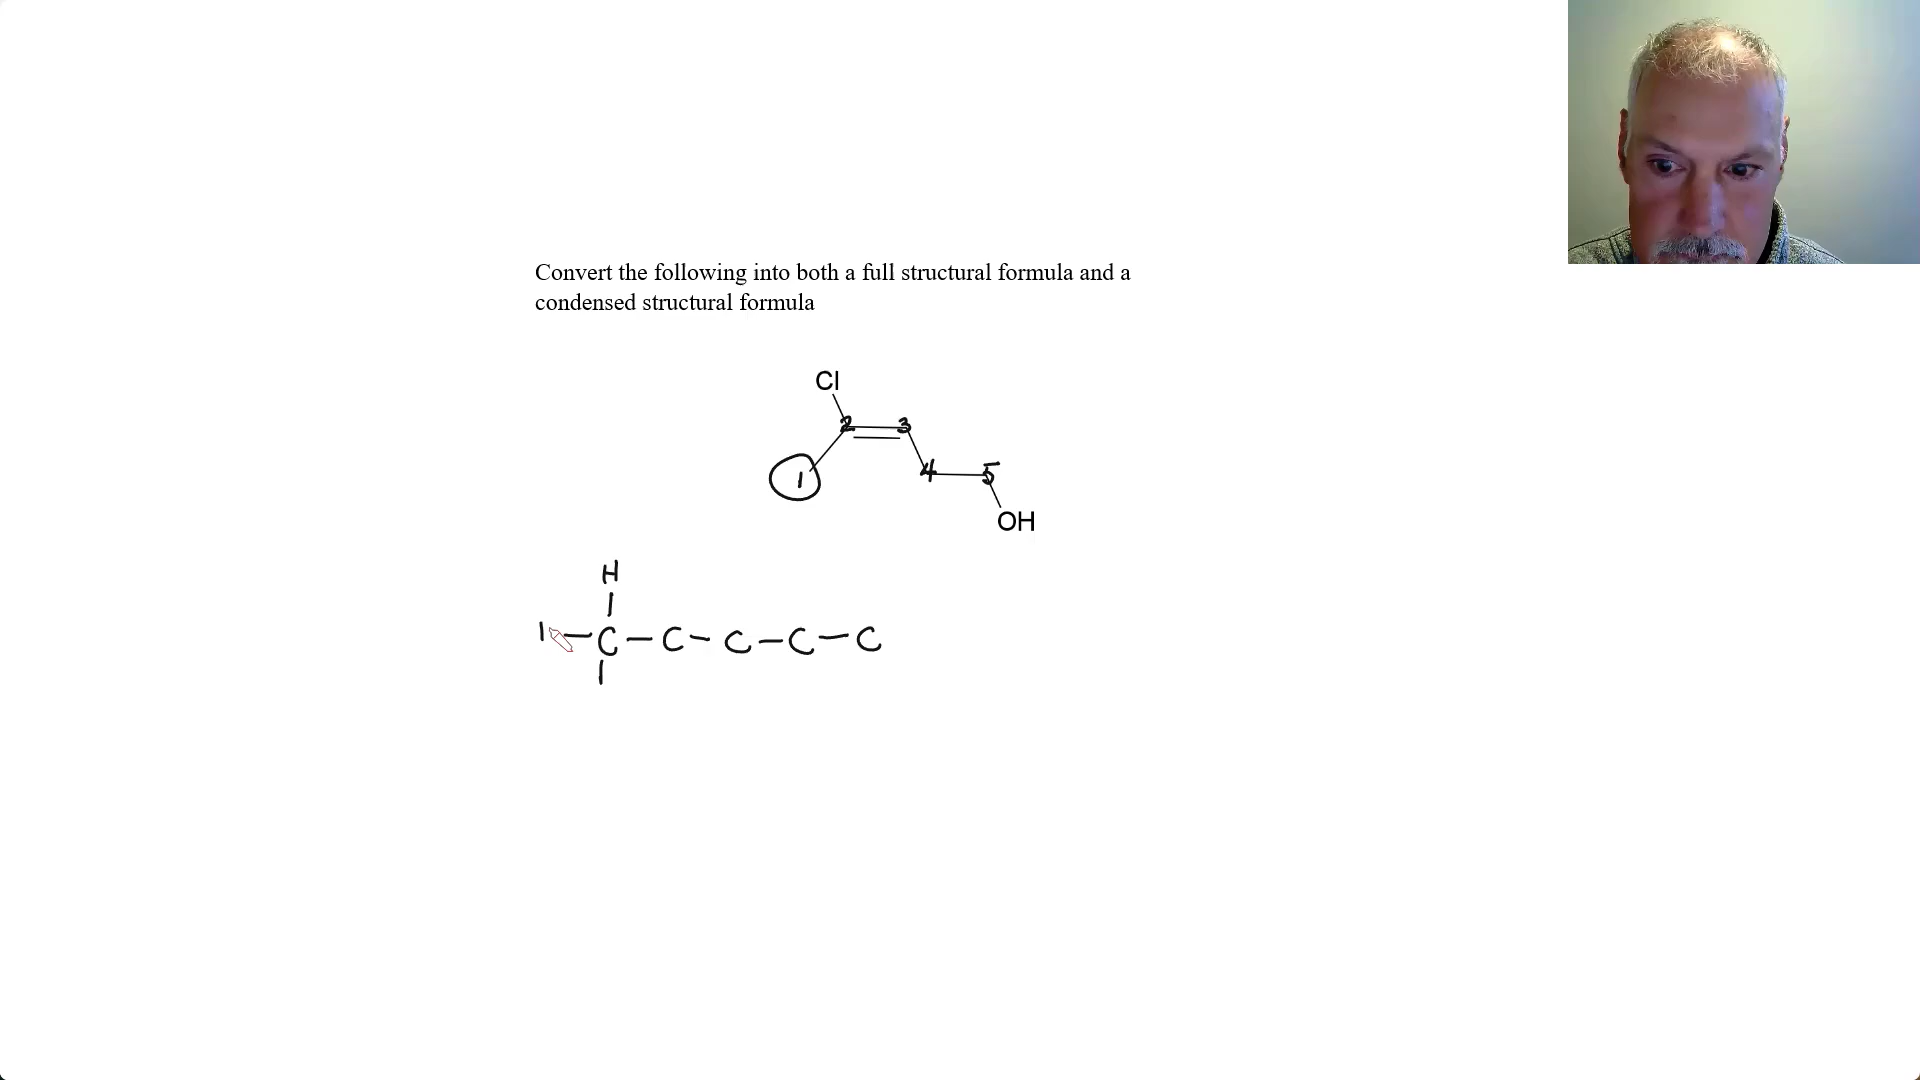 Convert the following into both a full structural formula and a
condensed structural formula
Cl
2 3
1 4 5
OH
H
C - C - C - C - C